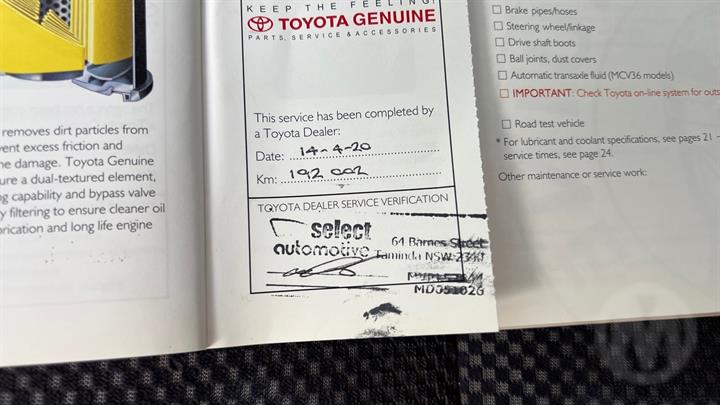 removes dirt particles from
vent excess friction and
ne damage. Toyota Genuine
ure a dual-textured element,
ng capability and bypass valve
y filtering to ensure cleaner oil
rication and long life engine
KEEP THE FEELING!
TOYOTA GENUINE
PARTS, SERVICE & ACCESSORIES
This service has been completed by
a Toyota Dealer:
Date: 14-4-20
Km: 192 002
TOYOTA DEALER SERVICE VERIFICATION
select
automotive
64 Barnes Street
Taminda NSW 2340
MD051026
Brake pipes/hoses
Steering wheel/linkage
Drive shaft boots
Ball joints, dust covers
Automatic transaxle fluid (MCV36 models)
IMPORTANT: Check Toyota on-line system for outs
Road test vehicle
* For lubricant and coolant specifications, see pages 21 –
service times, see page 24.
Other maintenance or service work:
M